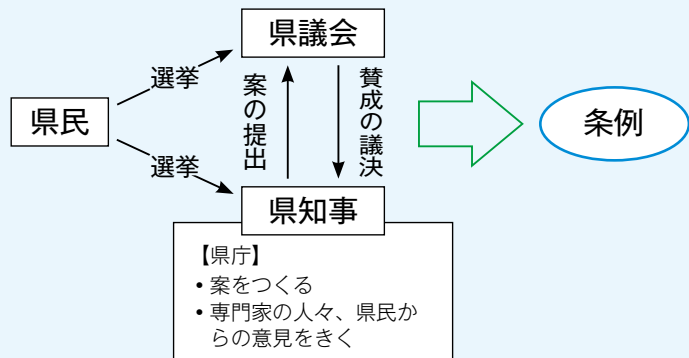 県議会
選挙
案の提出
賛成の議決
県民
条例
選挙
県知事
【県庁】
• 案をつくる
• 専門家の人々、県民か
らの意見をきく